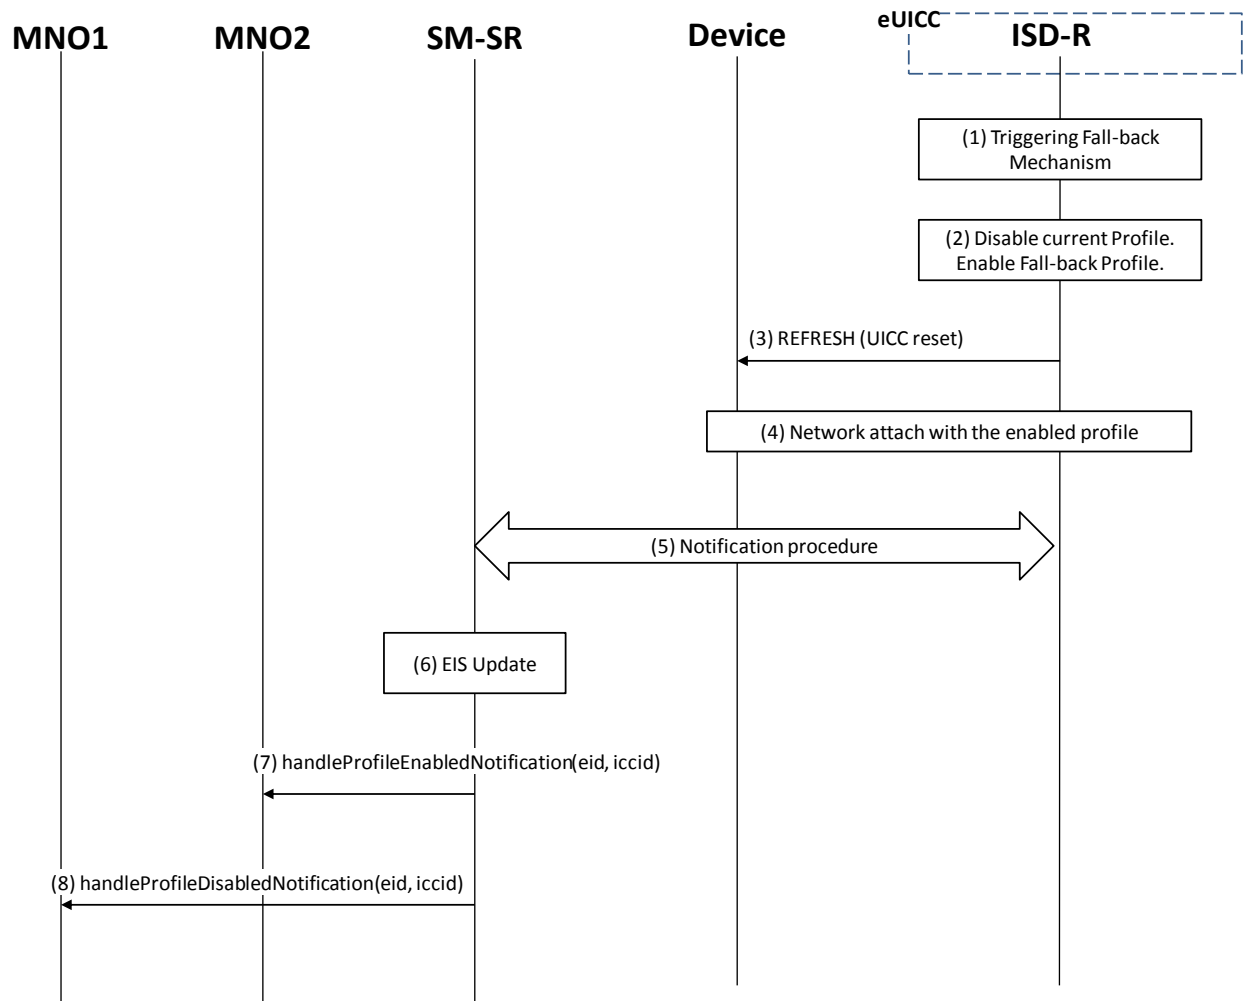 MNO1
MNO2
SM-SR
Device
eUICC
ISD-R
(1) Triggering Fall-back
Mechanism
(2) Disable current Profile.
Enable Fall-back Profile.
(3) REFRESH (UICC reset)
(4) Network attach with the enabled profile
(5) Notification procedure
(6) EIS Update
(7) handleProfileEnabledNotification(eid, iccid)
(8) handleProfileDisabledNotification(eid, iccid)